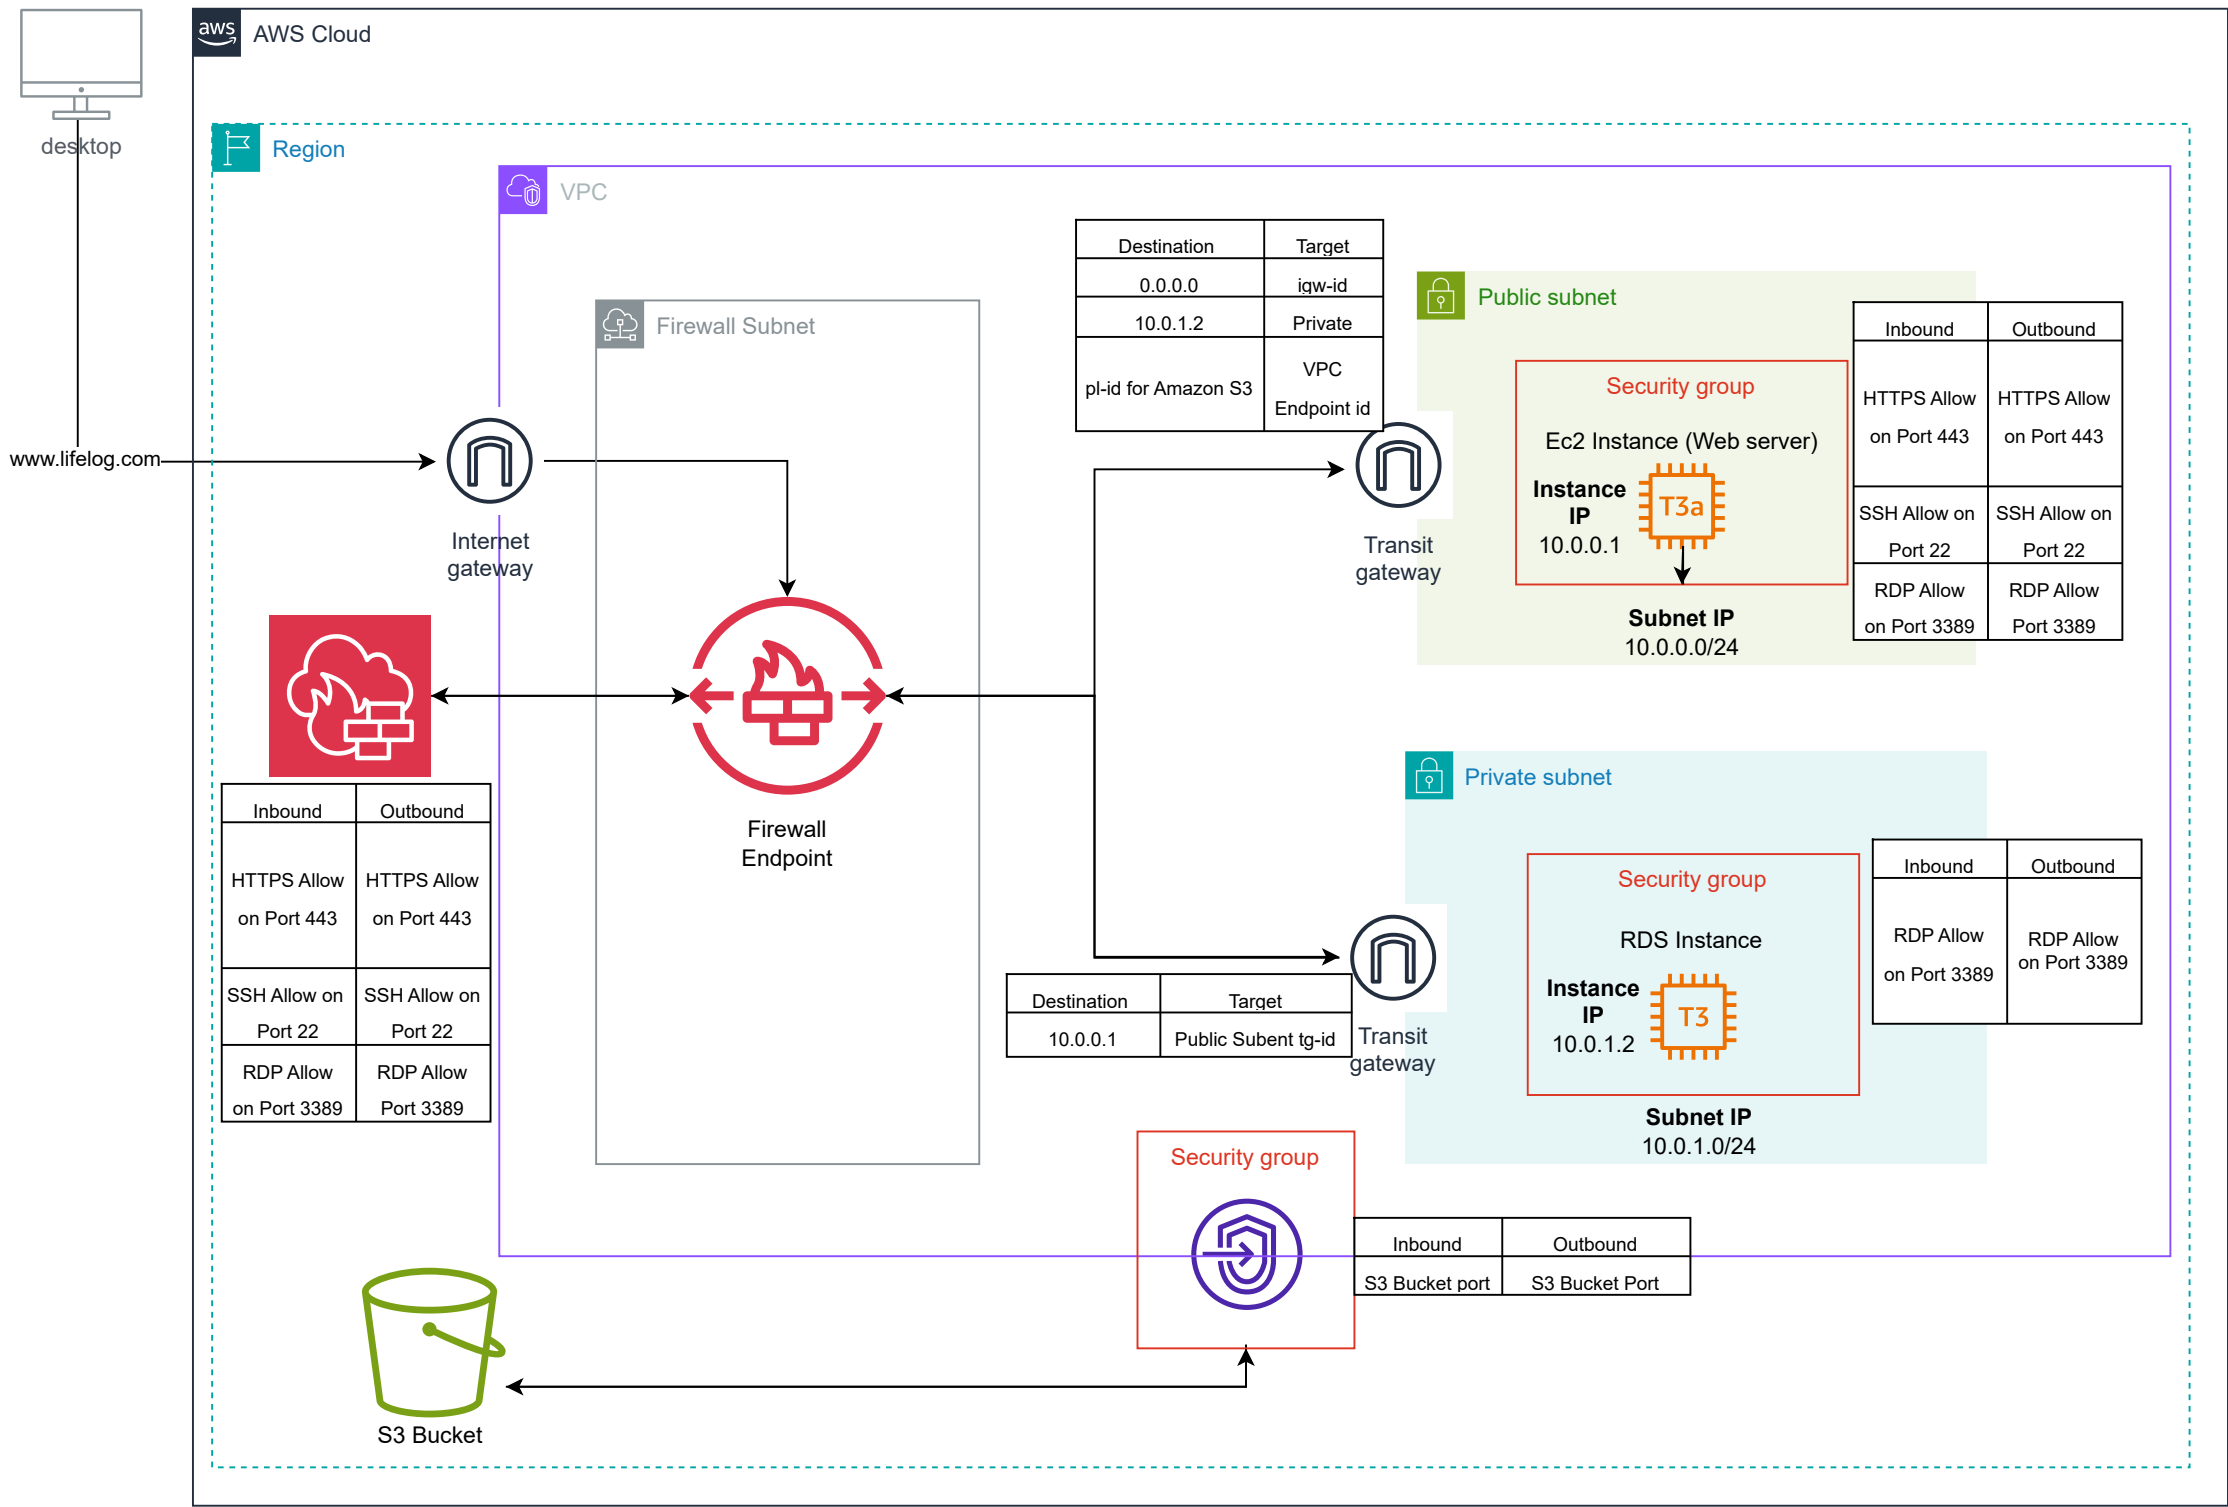 aws
AWS Cloud
desktop
Region
VPC
www.lifelog.com
Internet
gateway
Firewall Subnet
Firewall
Endpoint
Inbound Outbound
HTTPS Allow
on Port 443
HTTPS Allow
on Port 443
SSH Allow on
Port 22
SSH Allow on
Port 22
RDP Allow
on Port 3389
RDP Allow
Port 3389
Destination Target
0.0.0.0 igw-id
10.0.1.2 Private
pl-id for Amazon S3
VPC
Endpoint id
Transit
gateway
Public subnet
Security group
Ec2 Instance (Web server)
Instance
IP
10.0.0.1
T3a
Subnet IP
10.0.0.0/24
Inbound Outbound
HTTPS Allow
on Port 443
HTTPS Allow
on Port 443
SSH Allow on
Port 22
SSH Allow on
Port 22
RDP Allow
on Port 3389
RDP Allow
Port 3389
Private subnet
Security group
RDS Instance
Instance
IP
10.0.1.2
T3
Subnet IP
10.0.1.0/24
Inbound Outbound
RDP Allow
on Port 3389
RDP Allow
on Port 3389
Destination Target
10.0.0.1 Public Subent tg-id
Transit
gateway
Security group
Inbound Outbound
S3 Bucket port S3 Bucket Port
S3 Bucket